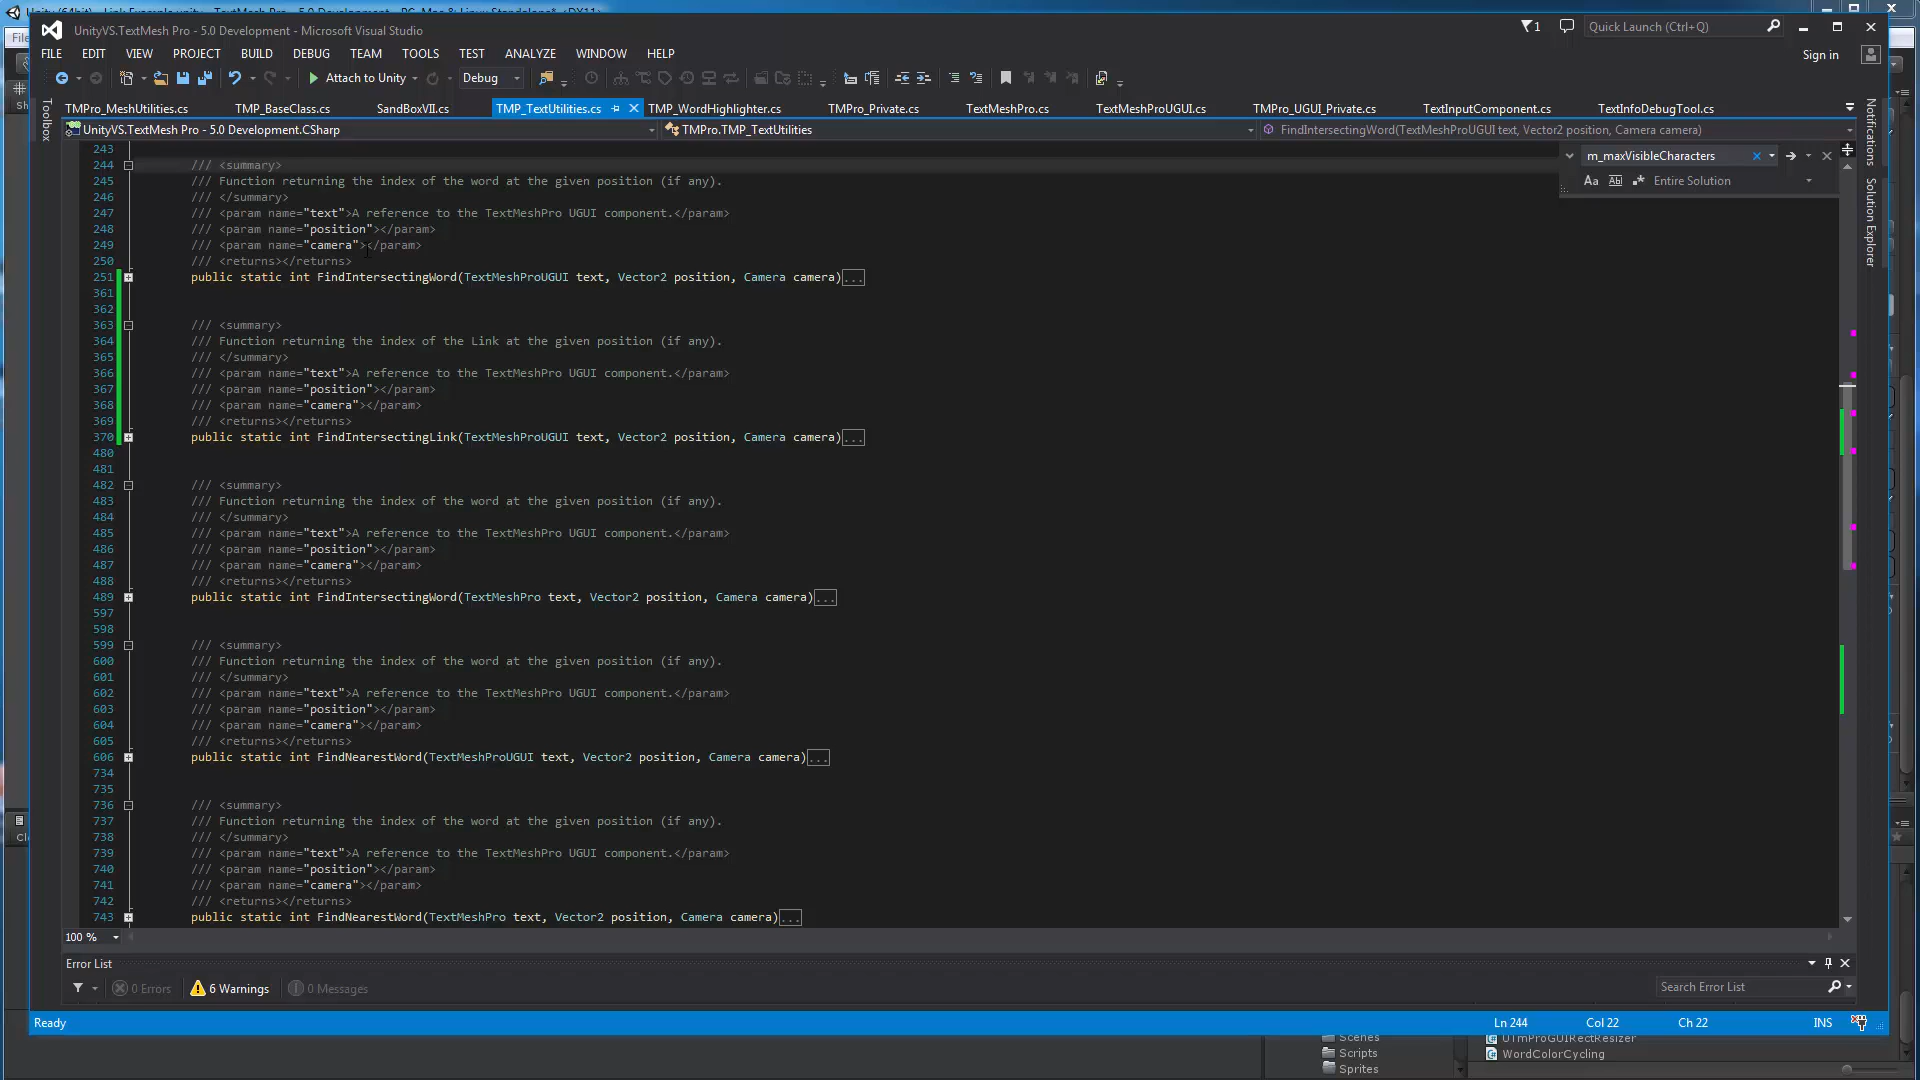 UnityVS.TextMesh Pro - 5.0 Development - Microsoft Visual Studio
1
Quick Launch (Ctrl+Q)
FILE EDIT VIEW PROJECT BUILD DEBUG TEAM TOOLS TEST ANALYZE WINDOW HELP
Sign in
Attach to Unity Debug
Toolbox
TMPro_MeshUtilities.cs TMP_BaseClass.cs SandBoxVII.cs TMP_TextUtilities.cs TMP_WordHighlighter.cs TMPro_Private.cs TextMeshPro.cs TextMeshProUGUI.cs TMPro_UGUI_Private.cs TextInputComponent.cs TextInfoDebugTool.cs
UnityVS.TextMesh Pro - 5.0 Development.CSharp TMPro.TMP_TextUtilities FindIntersectingWord(TextMeshProUGUI text, Vector2 position, Camera camera)
m_maxVisibleCharacters
Aa Ab Entire Solution
Notifications
Solution Explorer
243
244 /// <summary>
245 /// Function returning the index of the word at the given position (if any).
246 /// </summary>
247 /// <param name="text">A reference to the TextMeshPro UGUI component.</param>
248 /// <param name="position"></param>
249 /// <param name="camera"></param>
250 /// <returns></returns>
251 public static int FindIntersectingWord(TextMeshProUGUI text, Vector2 position, Camera camera)...
361
362
363 /// <summary>
364 /// Function returning the index of the Link at the given position (if any).
365 /// </summary>
366 /// <param name="text">A reference to the TextMeshPro UGUI component.</param>
367 /// <param name="position"></param>
368 /// <param name="camera"></param>
369 /// <returns></returns>
370 public static int FindIntersectingLink(TextMeshProUGUI text, Vector2 position, Camera camera)...
480
481
482 /// <summary>
483 /// Function returning the index of the word at the given position (if any).
484 /// </summary>
485 /// <param name="text">A reference to the TextMeshPro UGUI component.</param>
486 /// <param name="position"></param>
487 /// <param name="camera"></param>
488 /// <returns></returns>
489 public static int FindIntersectingWord(TextMeshPro text, Vector2 position, Camera camera)...
597
598
599 /// <summary>
600 /// Function returning the index of the word at the given position (if any).
601 /// </summary>
602 /// <param name="text">A reference to the TextMeshPro UGUI component.</param>
603 /// <param name="position"></param>
604 /// <param name="camera"></param>
605 /// <returns></returns>
606 public static int FindNearestWord(TextMeshProUGUI text, Vector2 position, Camera camera)...
734
735
736 /// <summary>
737 /// Function returning the index of the word at the given position (if any).
738 /// </summary>
739 /// <param name="text">A reference to the TextMeshPro UGUI component.</param>
740 /// <param name="position"></param>
741 /// <param name="camera"></param>
742 /// <returns></returns>
743 public static int FindNearestWord(TextMeshPro text, Vector2 position, Camera camera)...
100 %
Error List
0 Errors 6 Warnings 0 Messages
Search Error List
Ready Ln 244 Col 22 Ch 22 INS
Scenes
UTmProGUIRectResizer
Scripts
WordColorCycling
Sprites